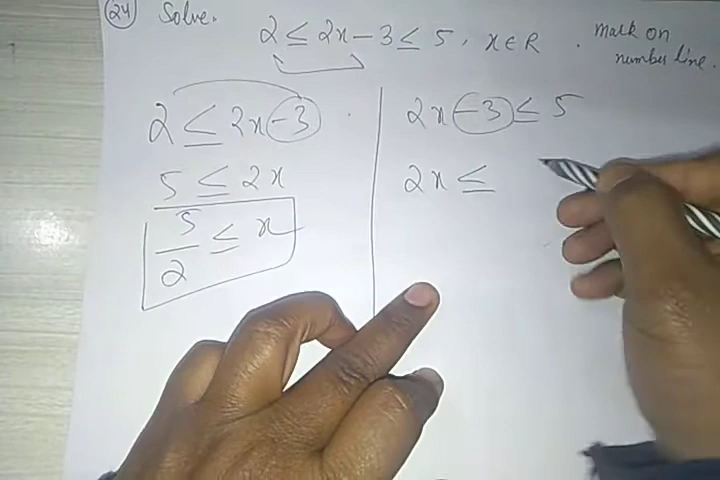 24 Solve.
2 ≤ 2x - 3 ≤ 5, x ∈ R . Mark on
number line.
2 ≤ 2x - 3
5 ≤ 2x
5/2 ≤ x
2x - 3 ≤ 5
2x ≤